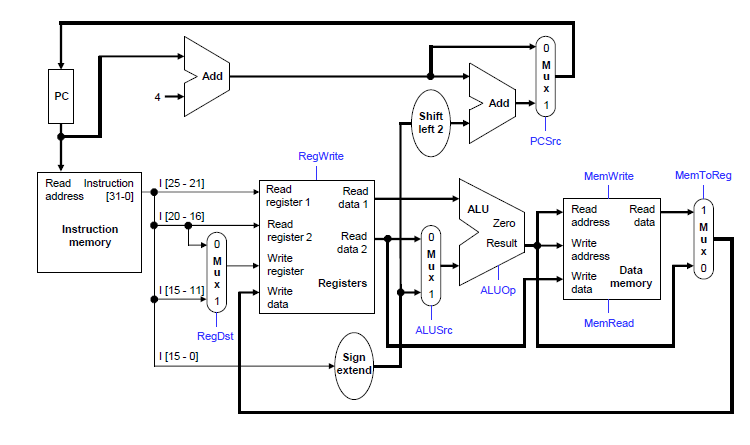 0
M
u
x
1
Add
PC
4
Add
Shift
left 2
PCSrc
RegWrite
MemWrite
MemToReg
Read
address
Instruction
[31-0]
Instruction
memory
I [25 - 21]
I [20 - 16]
I [15 - 11]
I [15 - 0]
0
M
u
x
1
RegDst
Read
register 1
Read
register 2
Write
register
Write
data
Read
data 1
Read
data 2
Registers
0
M
u
x
1
ALUSrc
ALU
Zero
Result
ALUOp
Read
address
Write
address
Write
data
Read
data
Data
memory
MemRead
1
M
u
x
0
Sign
extend